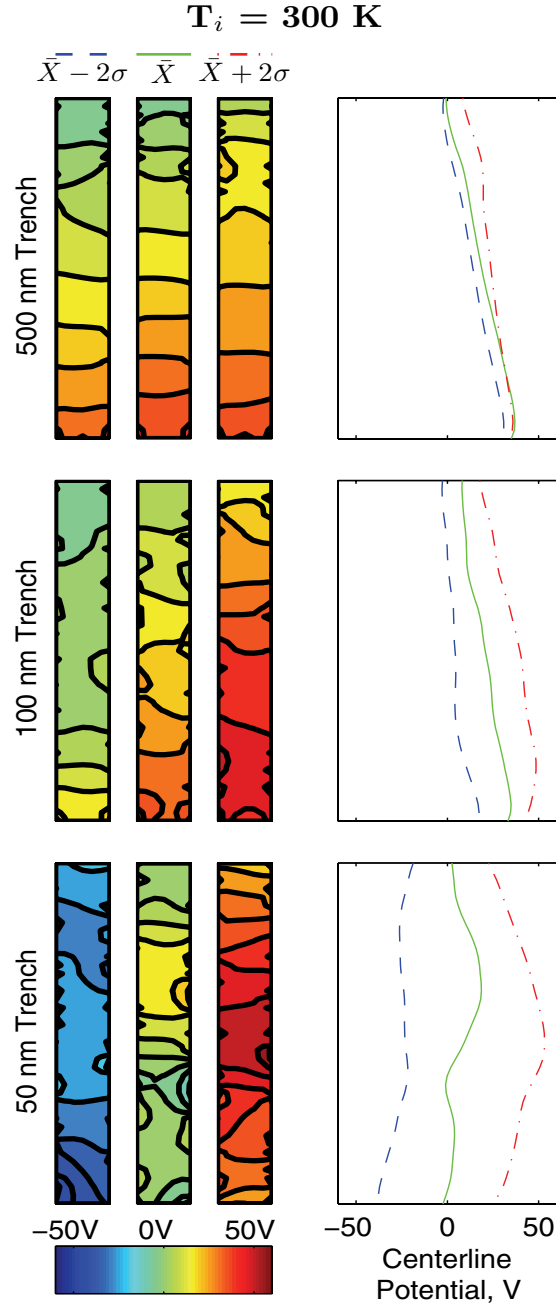 T_i = 300 K
X̄ − 2σ X̄ X̄ + 2σ
500 nm Trench
100 nm Trench
50 nm Trench
−50V 0V 50V
−50 0 50
Centerline
Potential, V